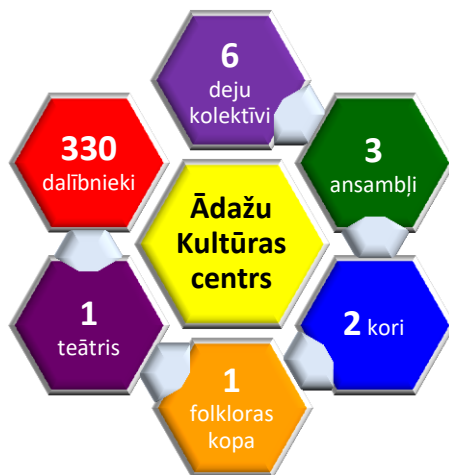 6
deju
kolektīvi
330
dalībnieki
3
ansambļi
Ādažu
Kultūras
centrs
1
teātris
2 kori
1
folkloras
kopa